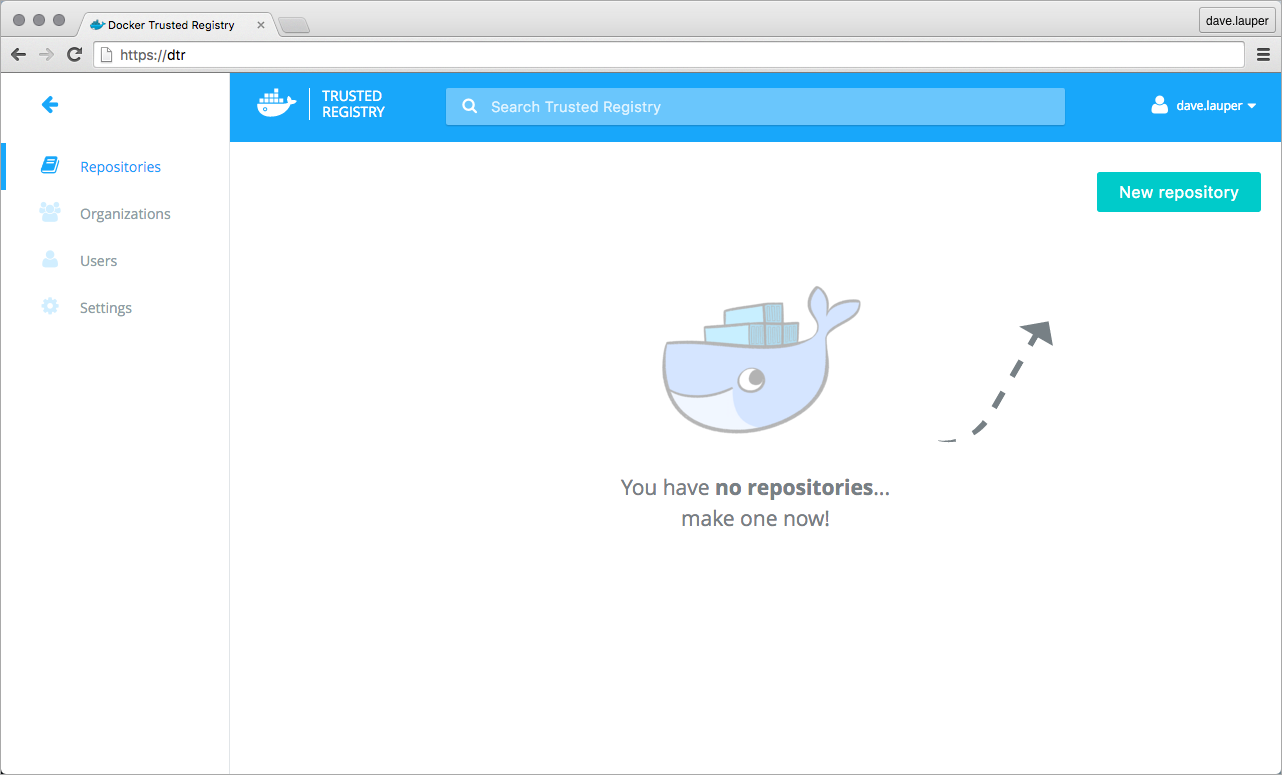 Docker Trusted Registry
dave.lauper
https://dtr
TRUSTED
REGISTRY
Search Trusted Registry
dave.lauper
Repositories
Organizations
Users
Settings
New repository
You have no repositories...
make one now!